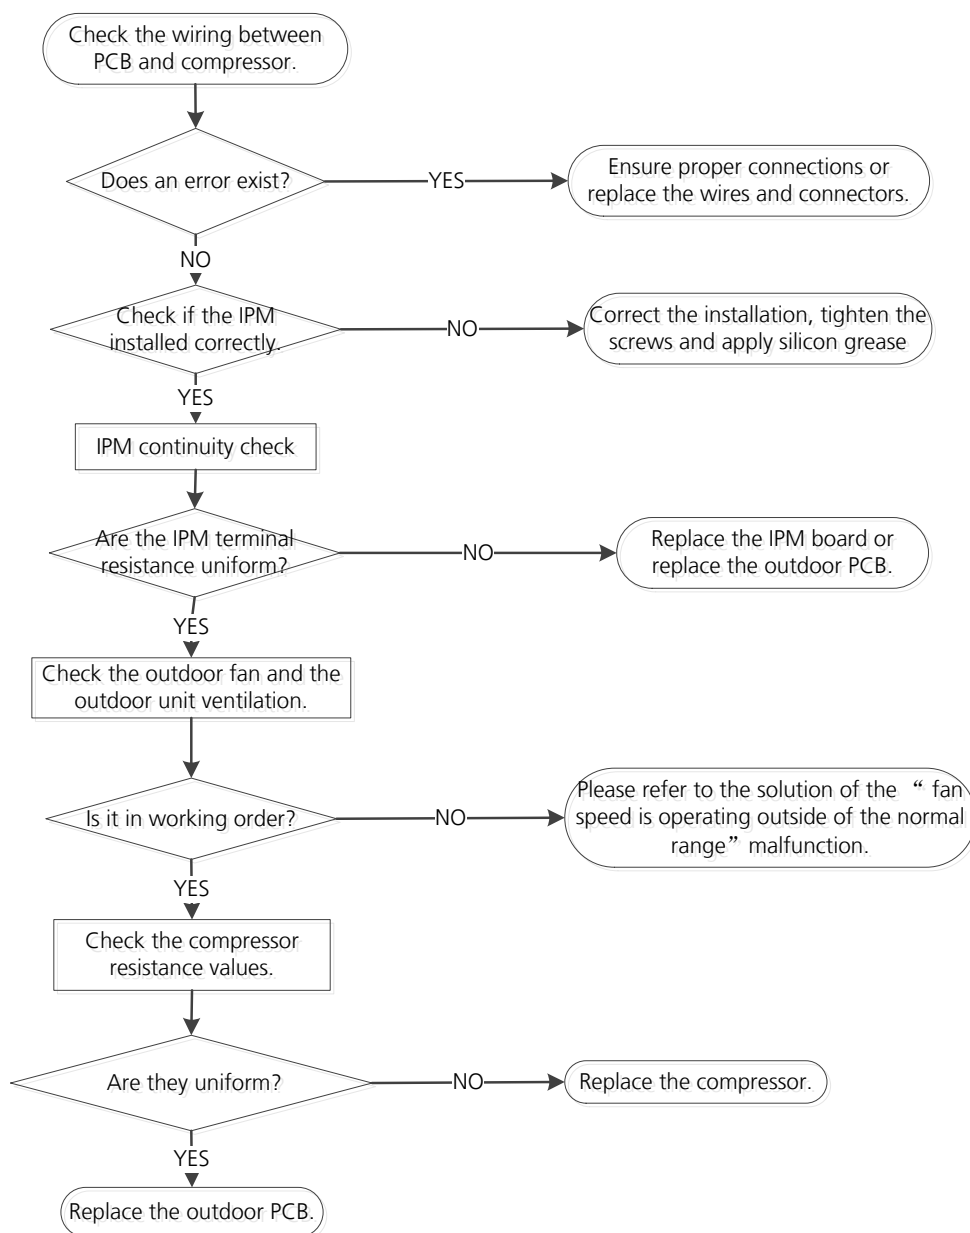 Check the wiring between
PCB and compressor.
Does an error exist?
YES
Ensure proper connections or
replace the wires and connectors.
NO
Check if the IPM
installed correctly.
NO
Correct the installation, tighten the
screws and apply silicon grease
YES
IPM continuity check
Are the IPM terminal
resistance uniform?
NO
Replace the IPM board or
replace the outdoor PCB.
YES
Check the outdoor fan and the
outdoor unit ventilation.
Is it in working order?
NO
Please refer to the solution of the “ fan
speed is operating outside of the normal
range” malfunction.
YES
Check the compressor
resistance values.
Are they uniform?
NO
Replace the compressor.
YES
Replace the outdoor PCB.